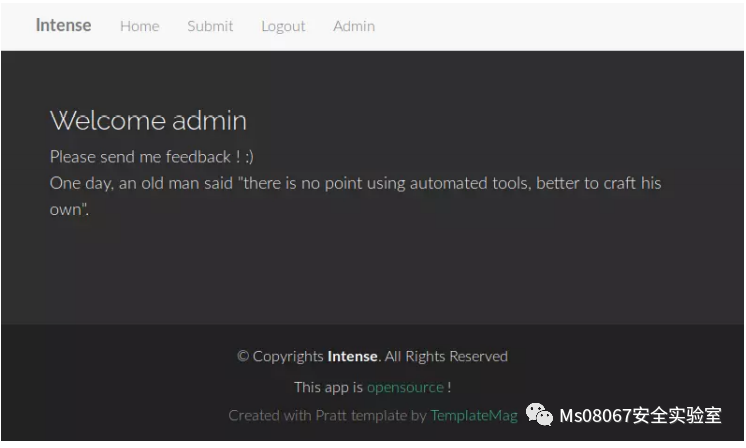 Intense Home Submit Logout Admin
Welcome admin
Please send me feedback ! :)
One day, an old man said "there is no point using automated tools, better to craft his
own".
© Copyrights Intense. All Rights Reserved
This app is opensource !
Created with Pratt template by TemplateMag
Ms08067安全实验室